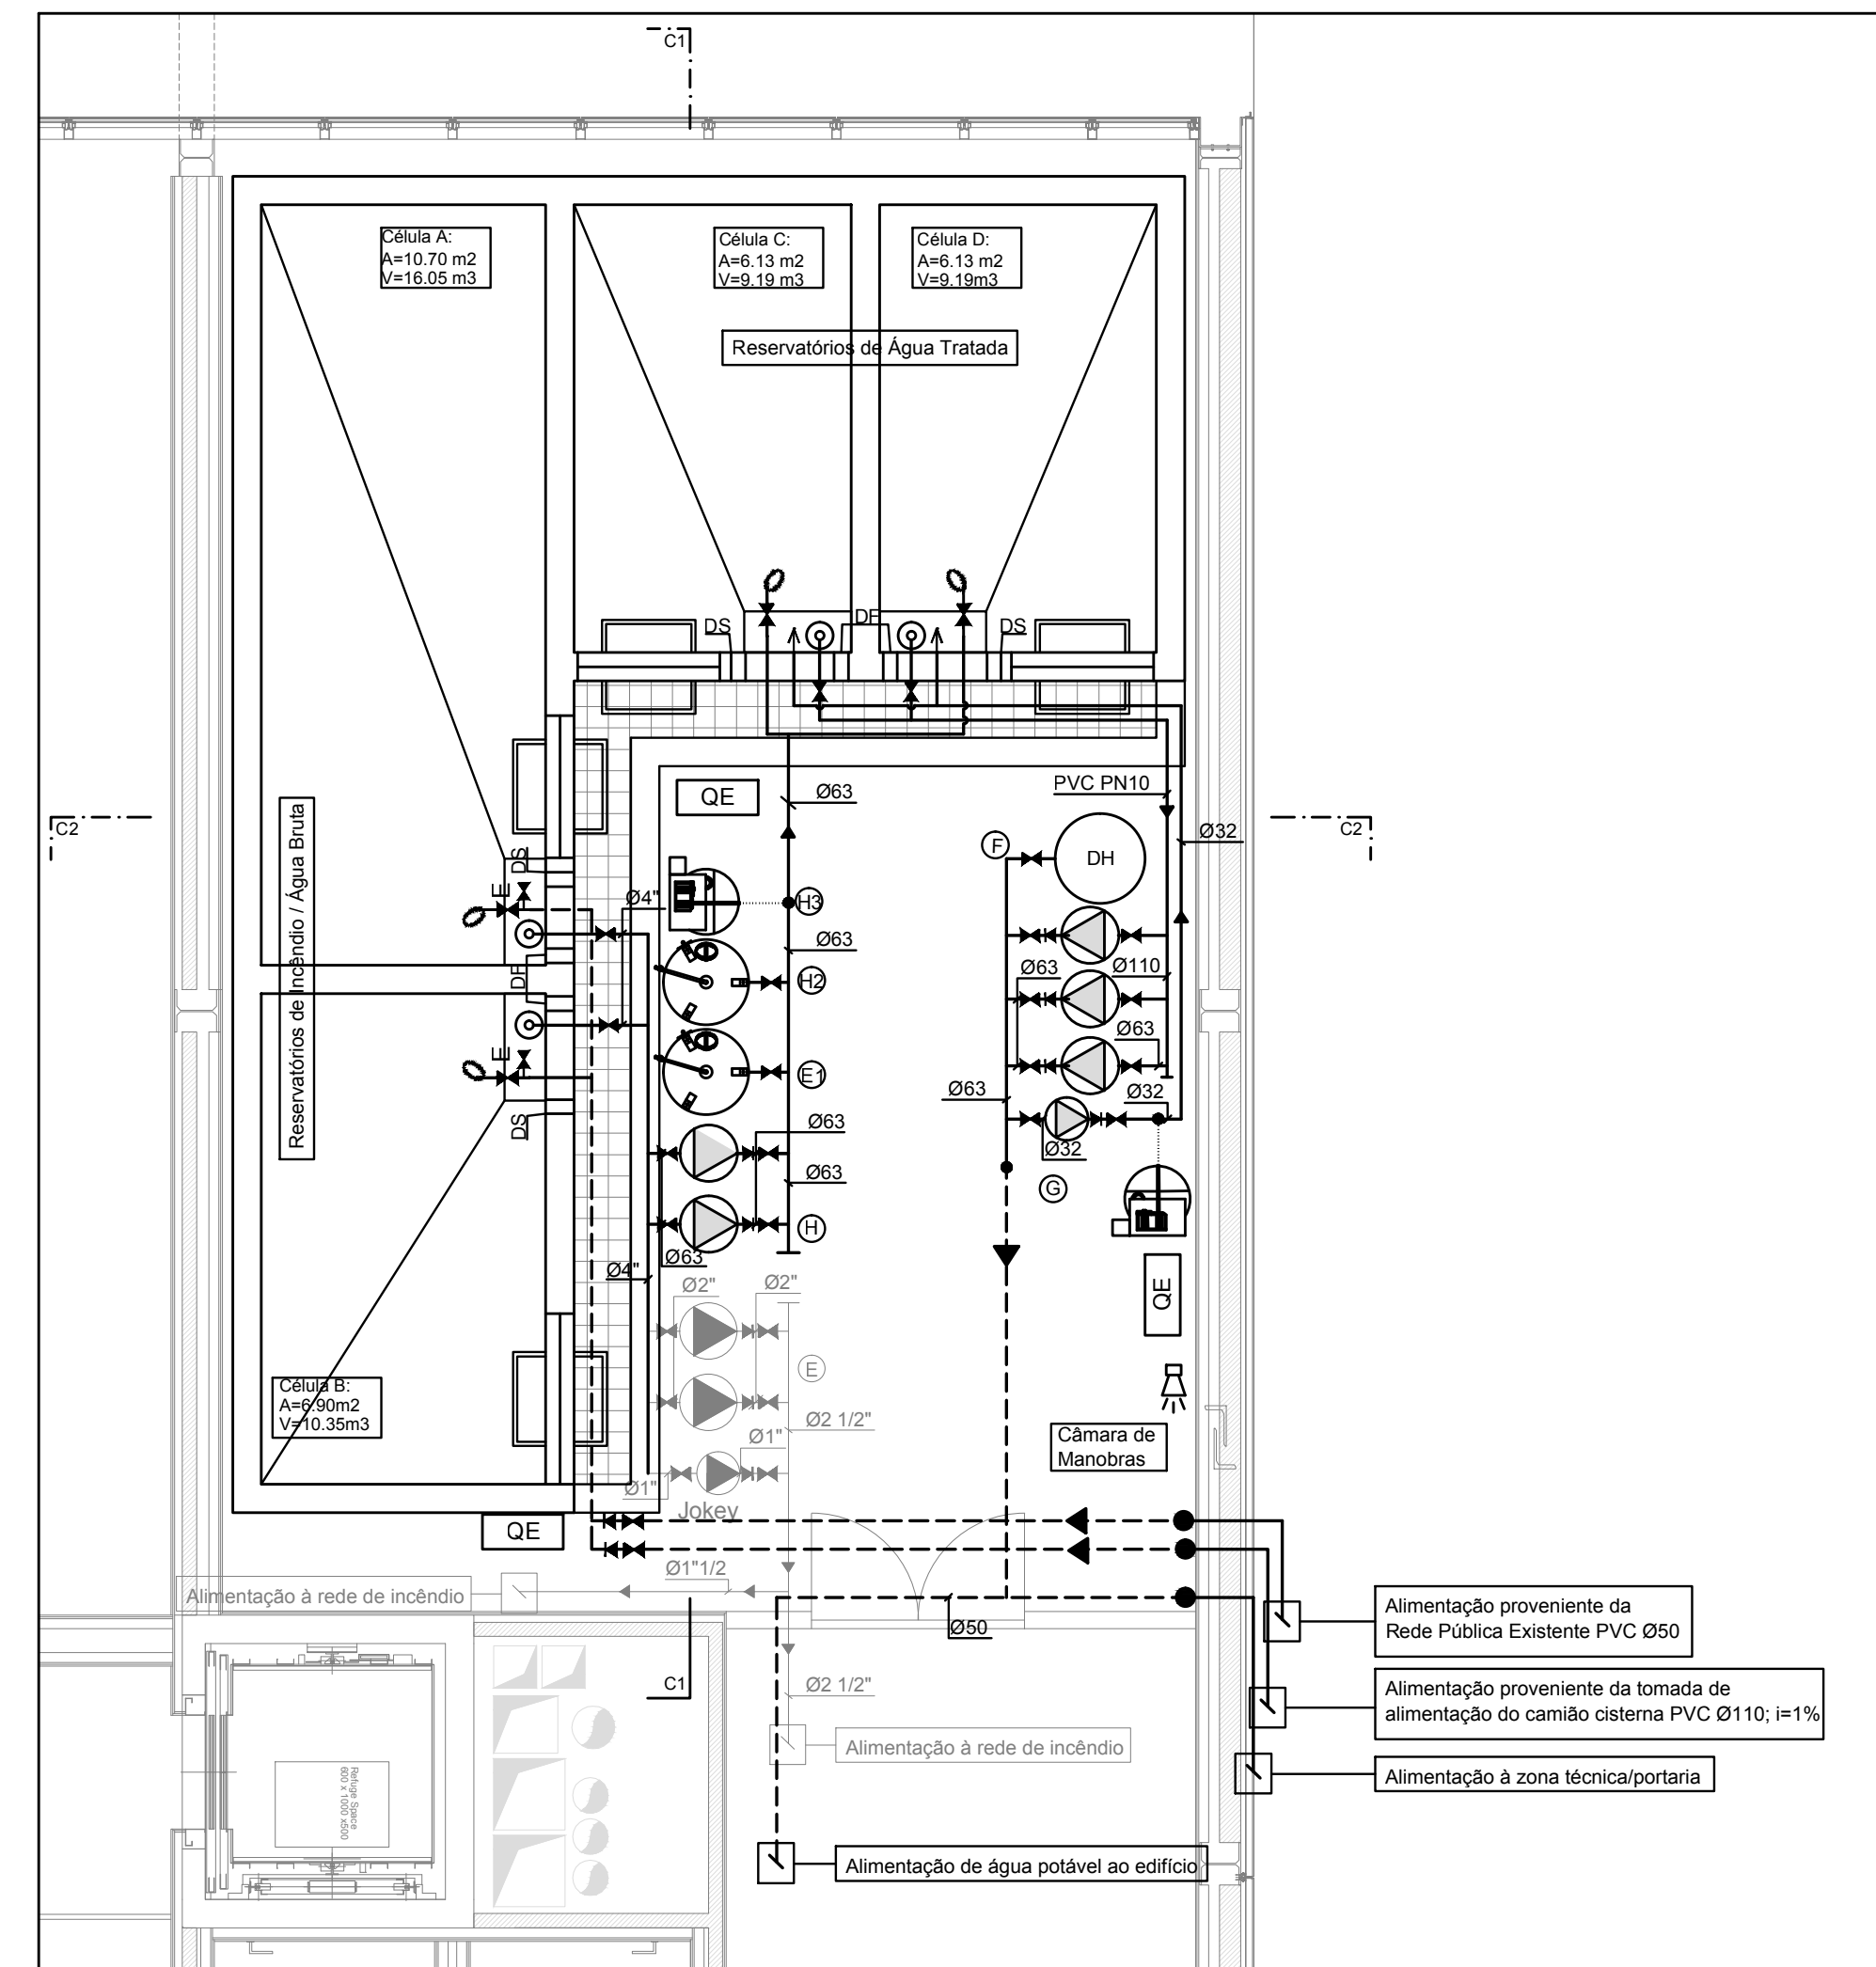 C1
Célula A:
A=10.70 m2
V=16.05 m3
Célula C:
A=6.13 m2
V=9.19 m3
Célula D:
A=6.13 m2
V=9.19m3
Reservatórios de Água Tratada
DS
DF
DS
QE
Ø63
PVC PN10
C2
C2
Ø32
F
DH
Reservatórios de Incêndio / Água Bruta
DS
E
Ø4"
H3
Ø63
DF
H2
Ø63
Ø110
E
E1
Ø63
DS
Ø63
Ø63
Ø32
Ø32
Ø63
G
H
Ø63
Ø4"
Ø2"
Ø2"
QE
E
Célula B:
A=6.90m2
V=10.35m3
Ø2 1/2"
Ø1"
Câmara de
Manobras
Ø1"
Jokey
QE
Ø1"1/2
Alimentação à rede de incêndio
Ø50
Alimentação proveniente da
Rede Pública Existente PVC Ø50
C1
Ø2 1/2"
Alimentação proveniente da tomada de
alimentação do camião cisterna PVC Ø110; i=1%
Alimentação à rede de incêndio
Alimentação à zona técnica/portaria
Refuge Space
600 x 1000 x500
Alimentação de água potável ao edifício